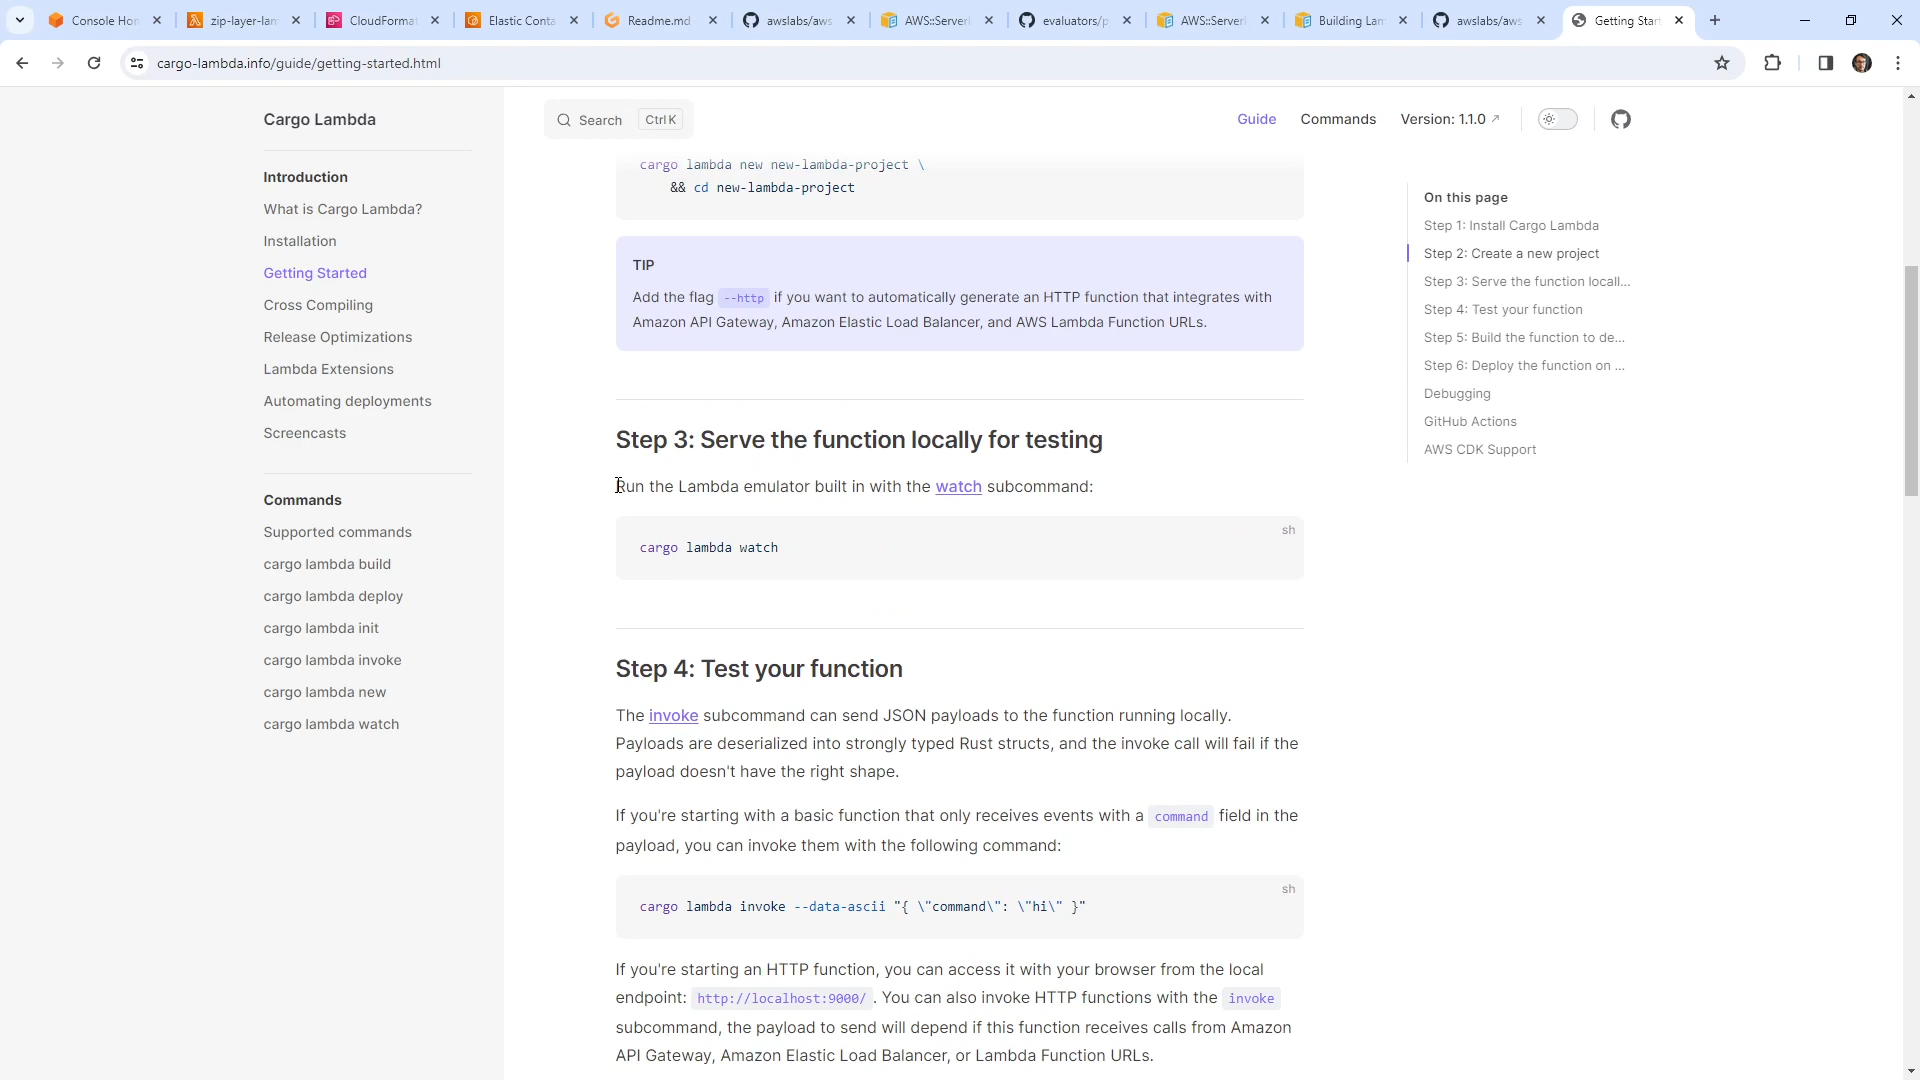 Console Hon
zip-layer-lam
CloudFormat
Elastic Conta
Readme.md
awslabs/aws
AWS::Server
evaluators/p
AWS::Server
Building Lam
awslabs/aws
Getting Start
cargo-lambda.info/guide/getting-started.html
Cargo Lambda
Search
Ctrl K
Guide
Commands
Version: 1.1.0 ↗
Introduction
What is Cargo Lambda?
Installation
Getting Started
Cross Compiling
Release Optimizations
Lambda Extensions
Automating deployments
Screencasts
Commands
Supported commands
cargo lambda build
cargo lambda deploy
cargo lambda init
cargo lambda invoke
cargo lambda new
cargo lambda watch
cargo lambda new new-lambda-project \
&& cd new-lambda-project
TIP
Add the flag --http if you want to automatically generate an HTTP function that integrates with
Amazon API Gateway, Amazon Elastic Load Balancer, and AWS Lambda Function URLs.
Step 3: Serve the function locally for testing
Run the Lambda emulator built in with the watch subcommand:
sh
cargo lambda watch
Step 4: Test your function
The invoke subcommand can send JSON payloads to the function running locally.
Payloads are deserialized into strongly typed Rust structs, and the invoke call will fail if the
payload doesn't have the right shape.
If you're starting with a basic function that only receives events with a command field in the
payload, you can invoke them with the following command:
sh
cargo lambda invoke --data-ascii "{ \"command\": \"hi\" }"
If you're starting an HTTP function, you can access it with your browser from the local
endpoint: http://localhost:9000/ . You can also invoke HTTP functions with the invoke
subcommand, the payload to send will depend if this function receives calls from Amazon
API Gateway, Amazon Elastic Load Balancer, or Lambda Function URLs.
On this page
Step 1: Install Cargo Lambda
Step 2: Create a new project
Step 3: Serve the function locall...
Step 4: Test your function
Step 5: Build the function to de...
Step 6: Deploy the function on ...
Debugging
GitHub Actions
AWS CDK Support